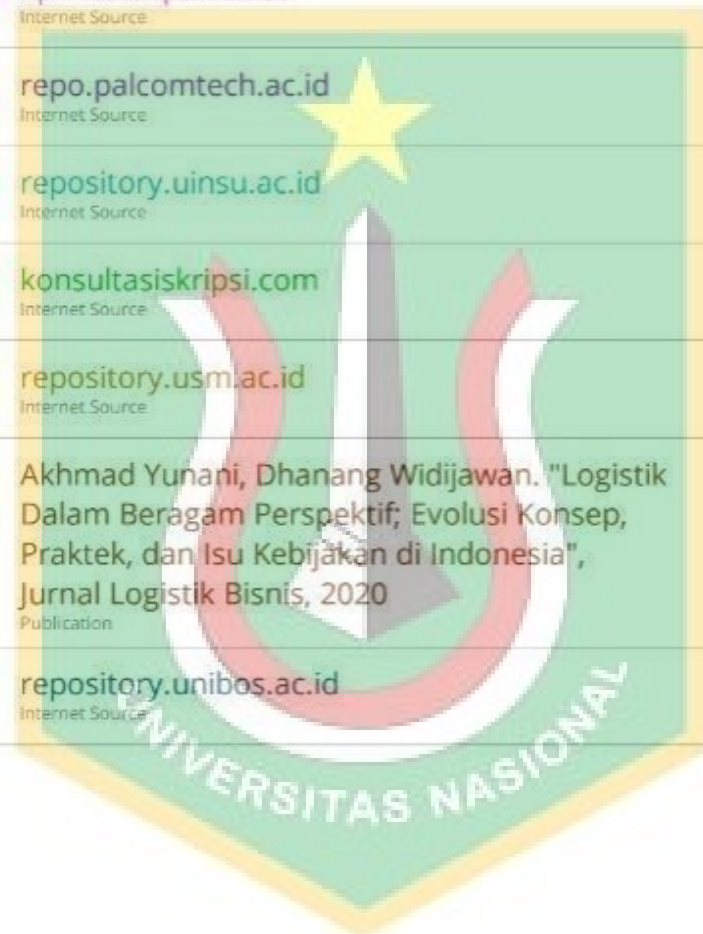 Internet Source
repo.palcomtech.ac.id
Internet Source
repository.uinsu.ac.id
Internet Source
konsultasiskripsi.com
Internet Source
repository.usm.ac.id
Internet Source
Akhmad Yunani, Dhanang Widijawan. "Logistik
Dalam Beragam Perspektif; Evolusi Konsep,
Praktek, dan Isu Kebijakan di Indonesia",
Jurnal Logistik Bisnis, 2020
Publication
repository.unibos.ac.id
Internet Source
UNIVERSITAS NASIONAL